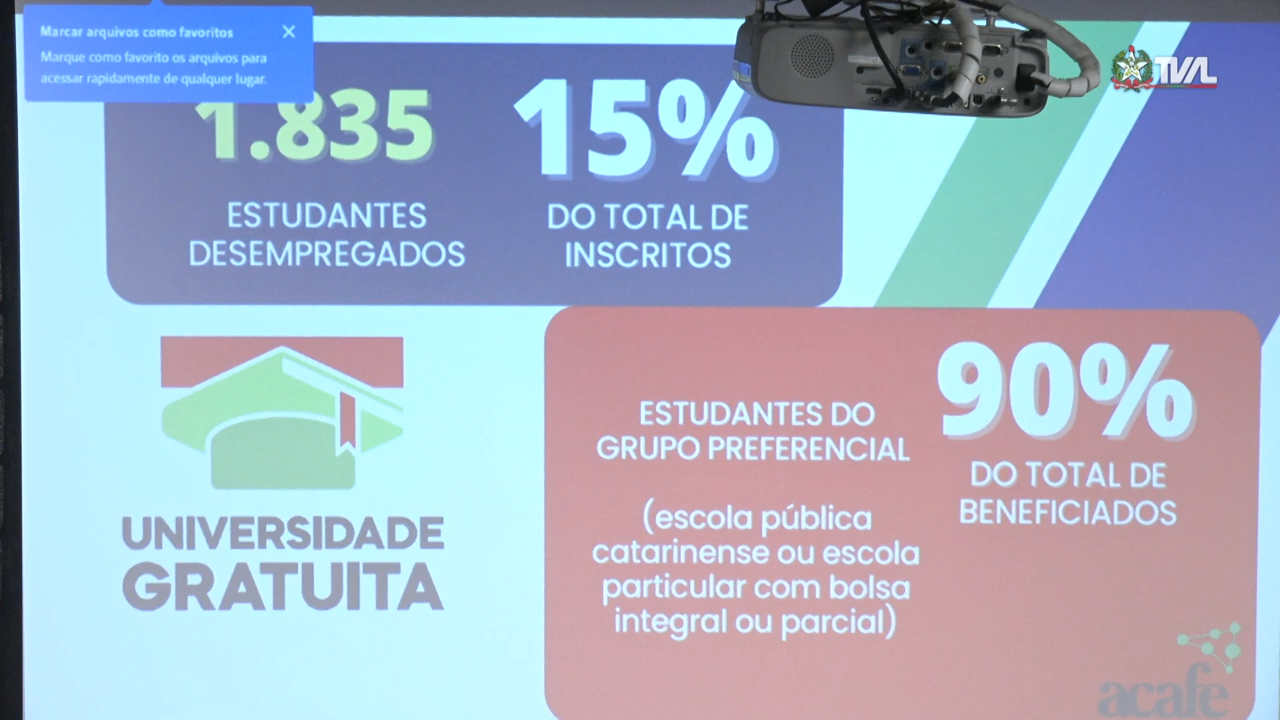 Marcar arquivos como favoritos
Marque como favorito os arquivos para
acessar rapidamente de qualquer lugar.
TVAL
1.835
15%
ESTUDANTES
DESEMPREGADOS
DO TOTAL DE
INSCRITOS
90%
ESTUDANTES DO
GRUPO PREFERENCIAL
DO TOTAL DE
BENEFICIADOS
(escola pública
catarinense ou escola
particular com bolsa
integral ou parcial)
UNIVERSIDADE
GRATUITA
acafe